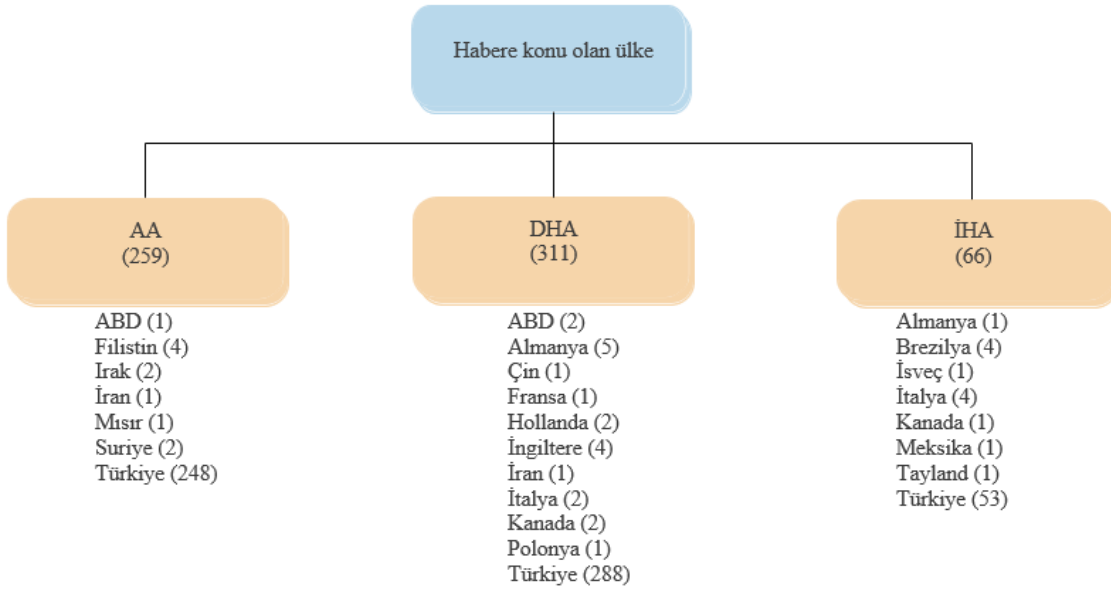 Habere konu olan ülke
AA
(259)
ABD (1)
Filistin (4)
Irak (2)
İran (1)
Mısır (1)
Suriye (2)
Türkiye (248)
DHA
(311)
ABD (2)
Almanya (5)
Çin (1)
Fransa (1)
Hollanda (2)
İngiltere (4)
İran (1)
İtalya (2)
Kanada (2)
Polonya (1)
Türkiye (288)
İHA
(66)
Almanya (1)
Brezilya (4)
İsveç (1)
İtalya (4)
Kanada (1)
Meksika (1)
Tayland (1)
Türkiye (53)